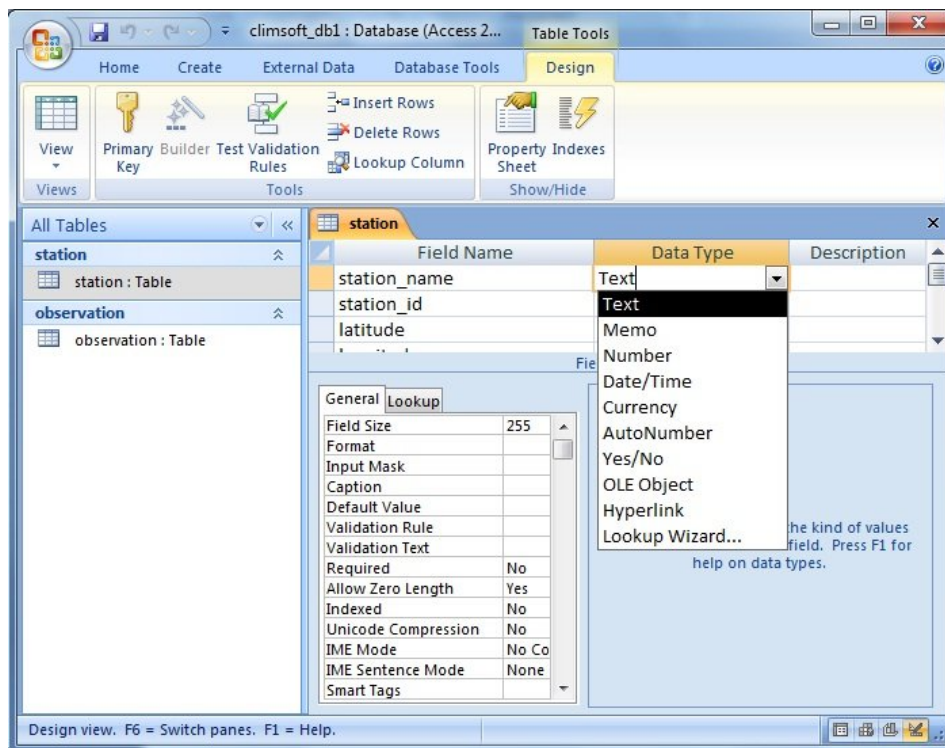 climsoft_db1 : Database (Access 2...
Table Tools
Home Create External Data Database Tools Design
View
Primary Key
Builder
Test Validation Rules
Insert Rows
Delete Rows
Lookup Column
Property Sheet
Indexes
Views
Tools
Show/Hide
All Tables
station
station : Table
observation
observation : Table
station
Field Name Data Type Description
station_name Text
station_id
latitude
Text
Memo
Number
Date/Time
Currency
AutoNumber
Yes/No
OLE Object
Hyperlink
Lookup Wizard...
General Lookup
Field Size 255
Format
Input Mask
Caption
Default Value
Validation Rule
Validation Text
Required No
Allow Zero Length Yes
Indexed No
Unicode Compression No
IME Mode No Co
IME Sentence Mode None
Smart Tags
the kind of values
field. Press F1 for
help on data types.
Design view. F6 = Switch panes. F1 = Help.